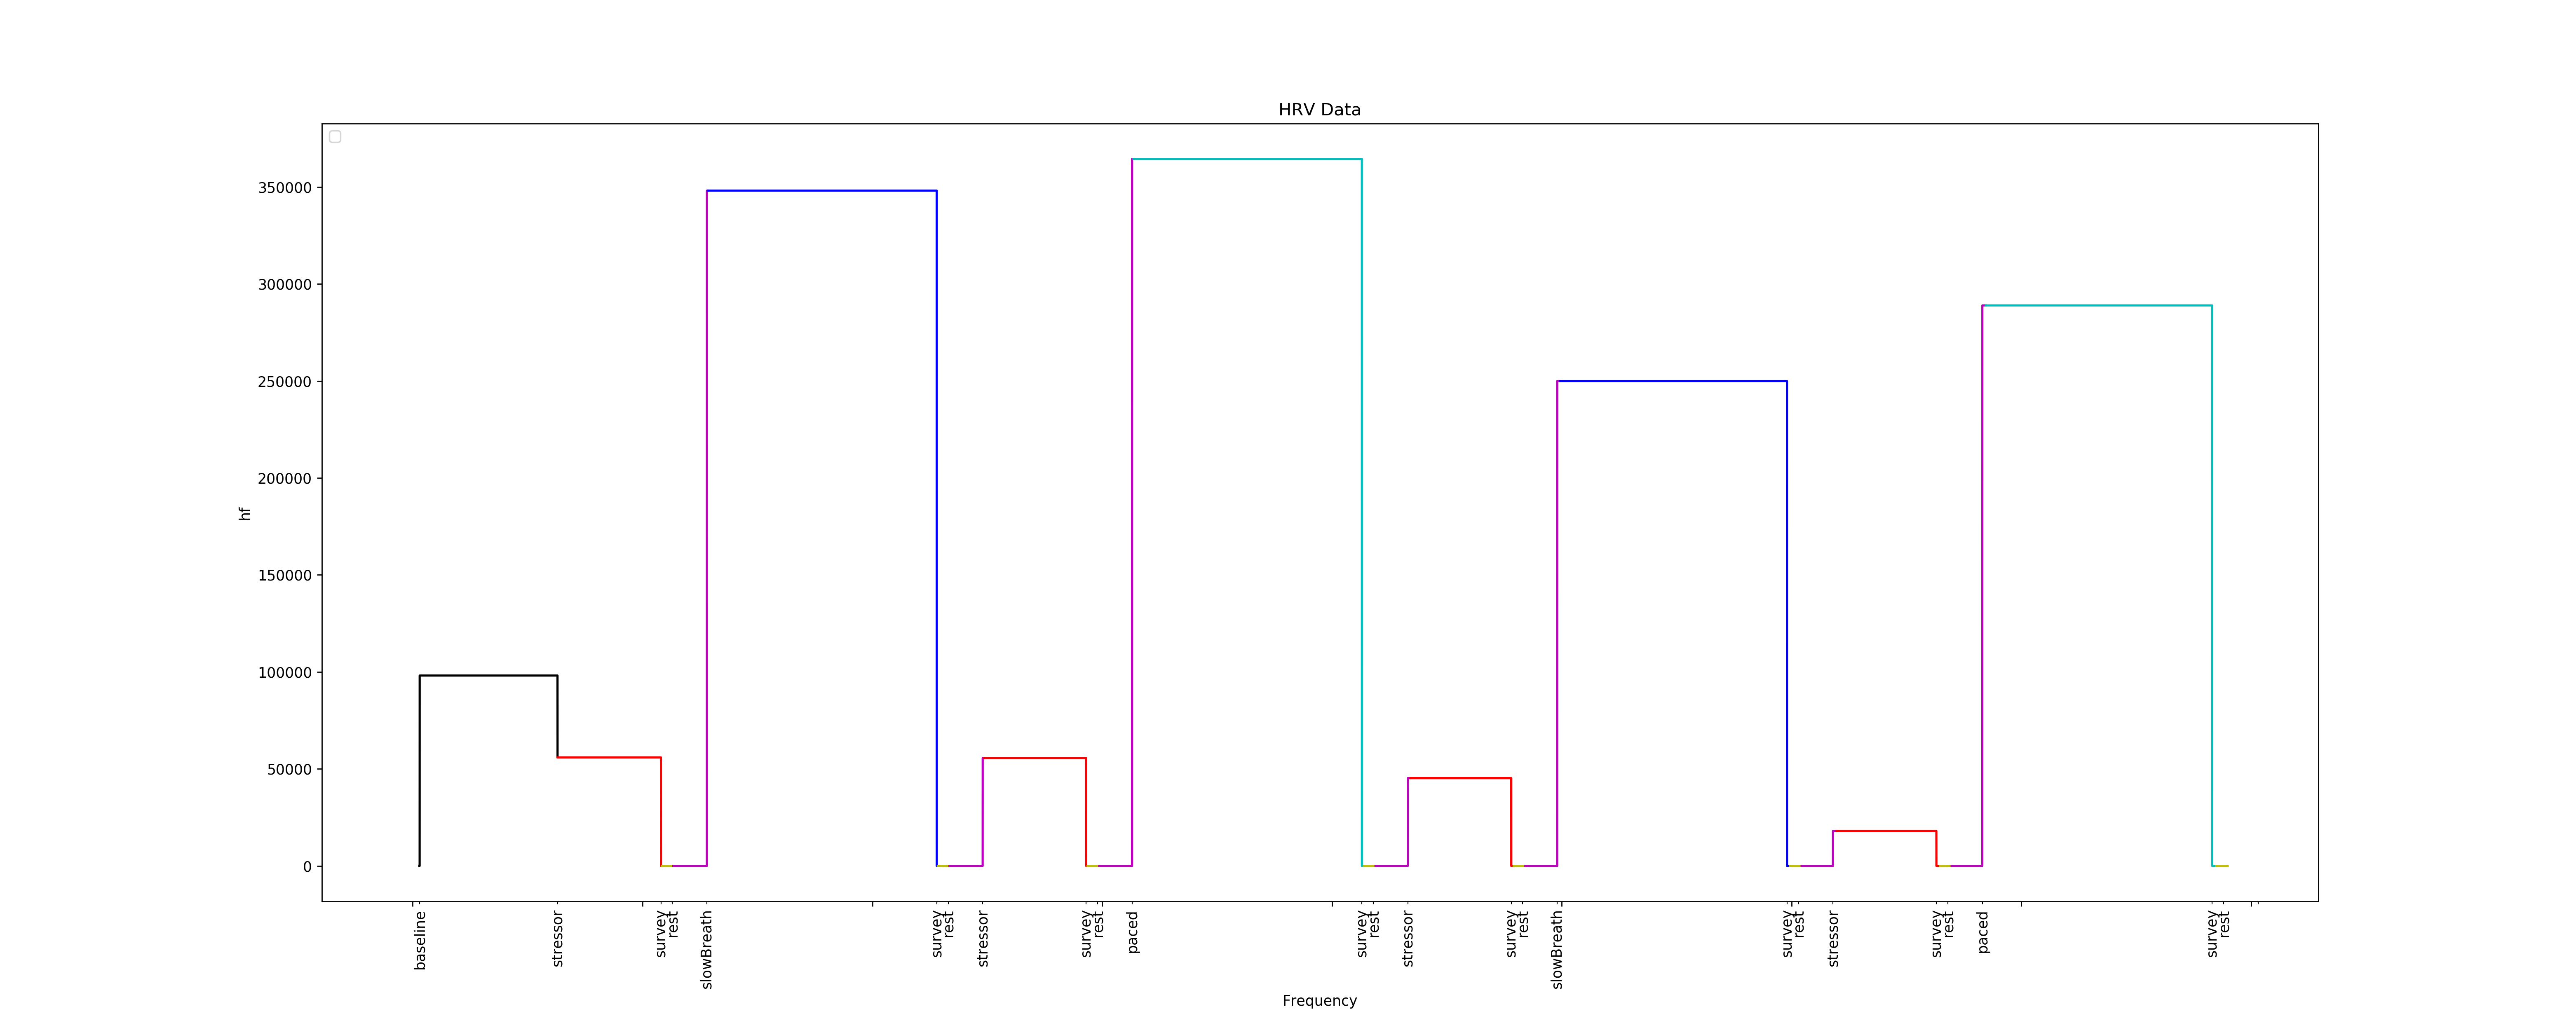 HRV Data
350000
300000
250000
200000
150000
100000
50000
0
hf
baseline
stressor
survey
rest
slowBreath
survey
rest
stressor
survey
rest
paced
survey
rest
stressor
survey
rest
slowBreath
survey
rest
stressor
survey
rest
paced
survey
rest
Frequency